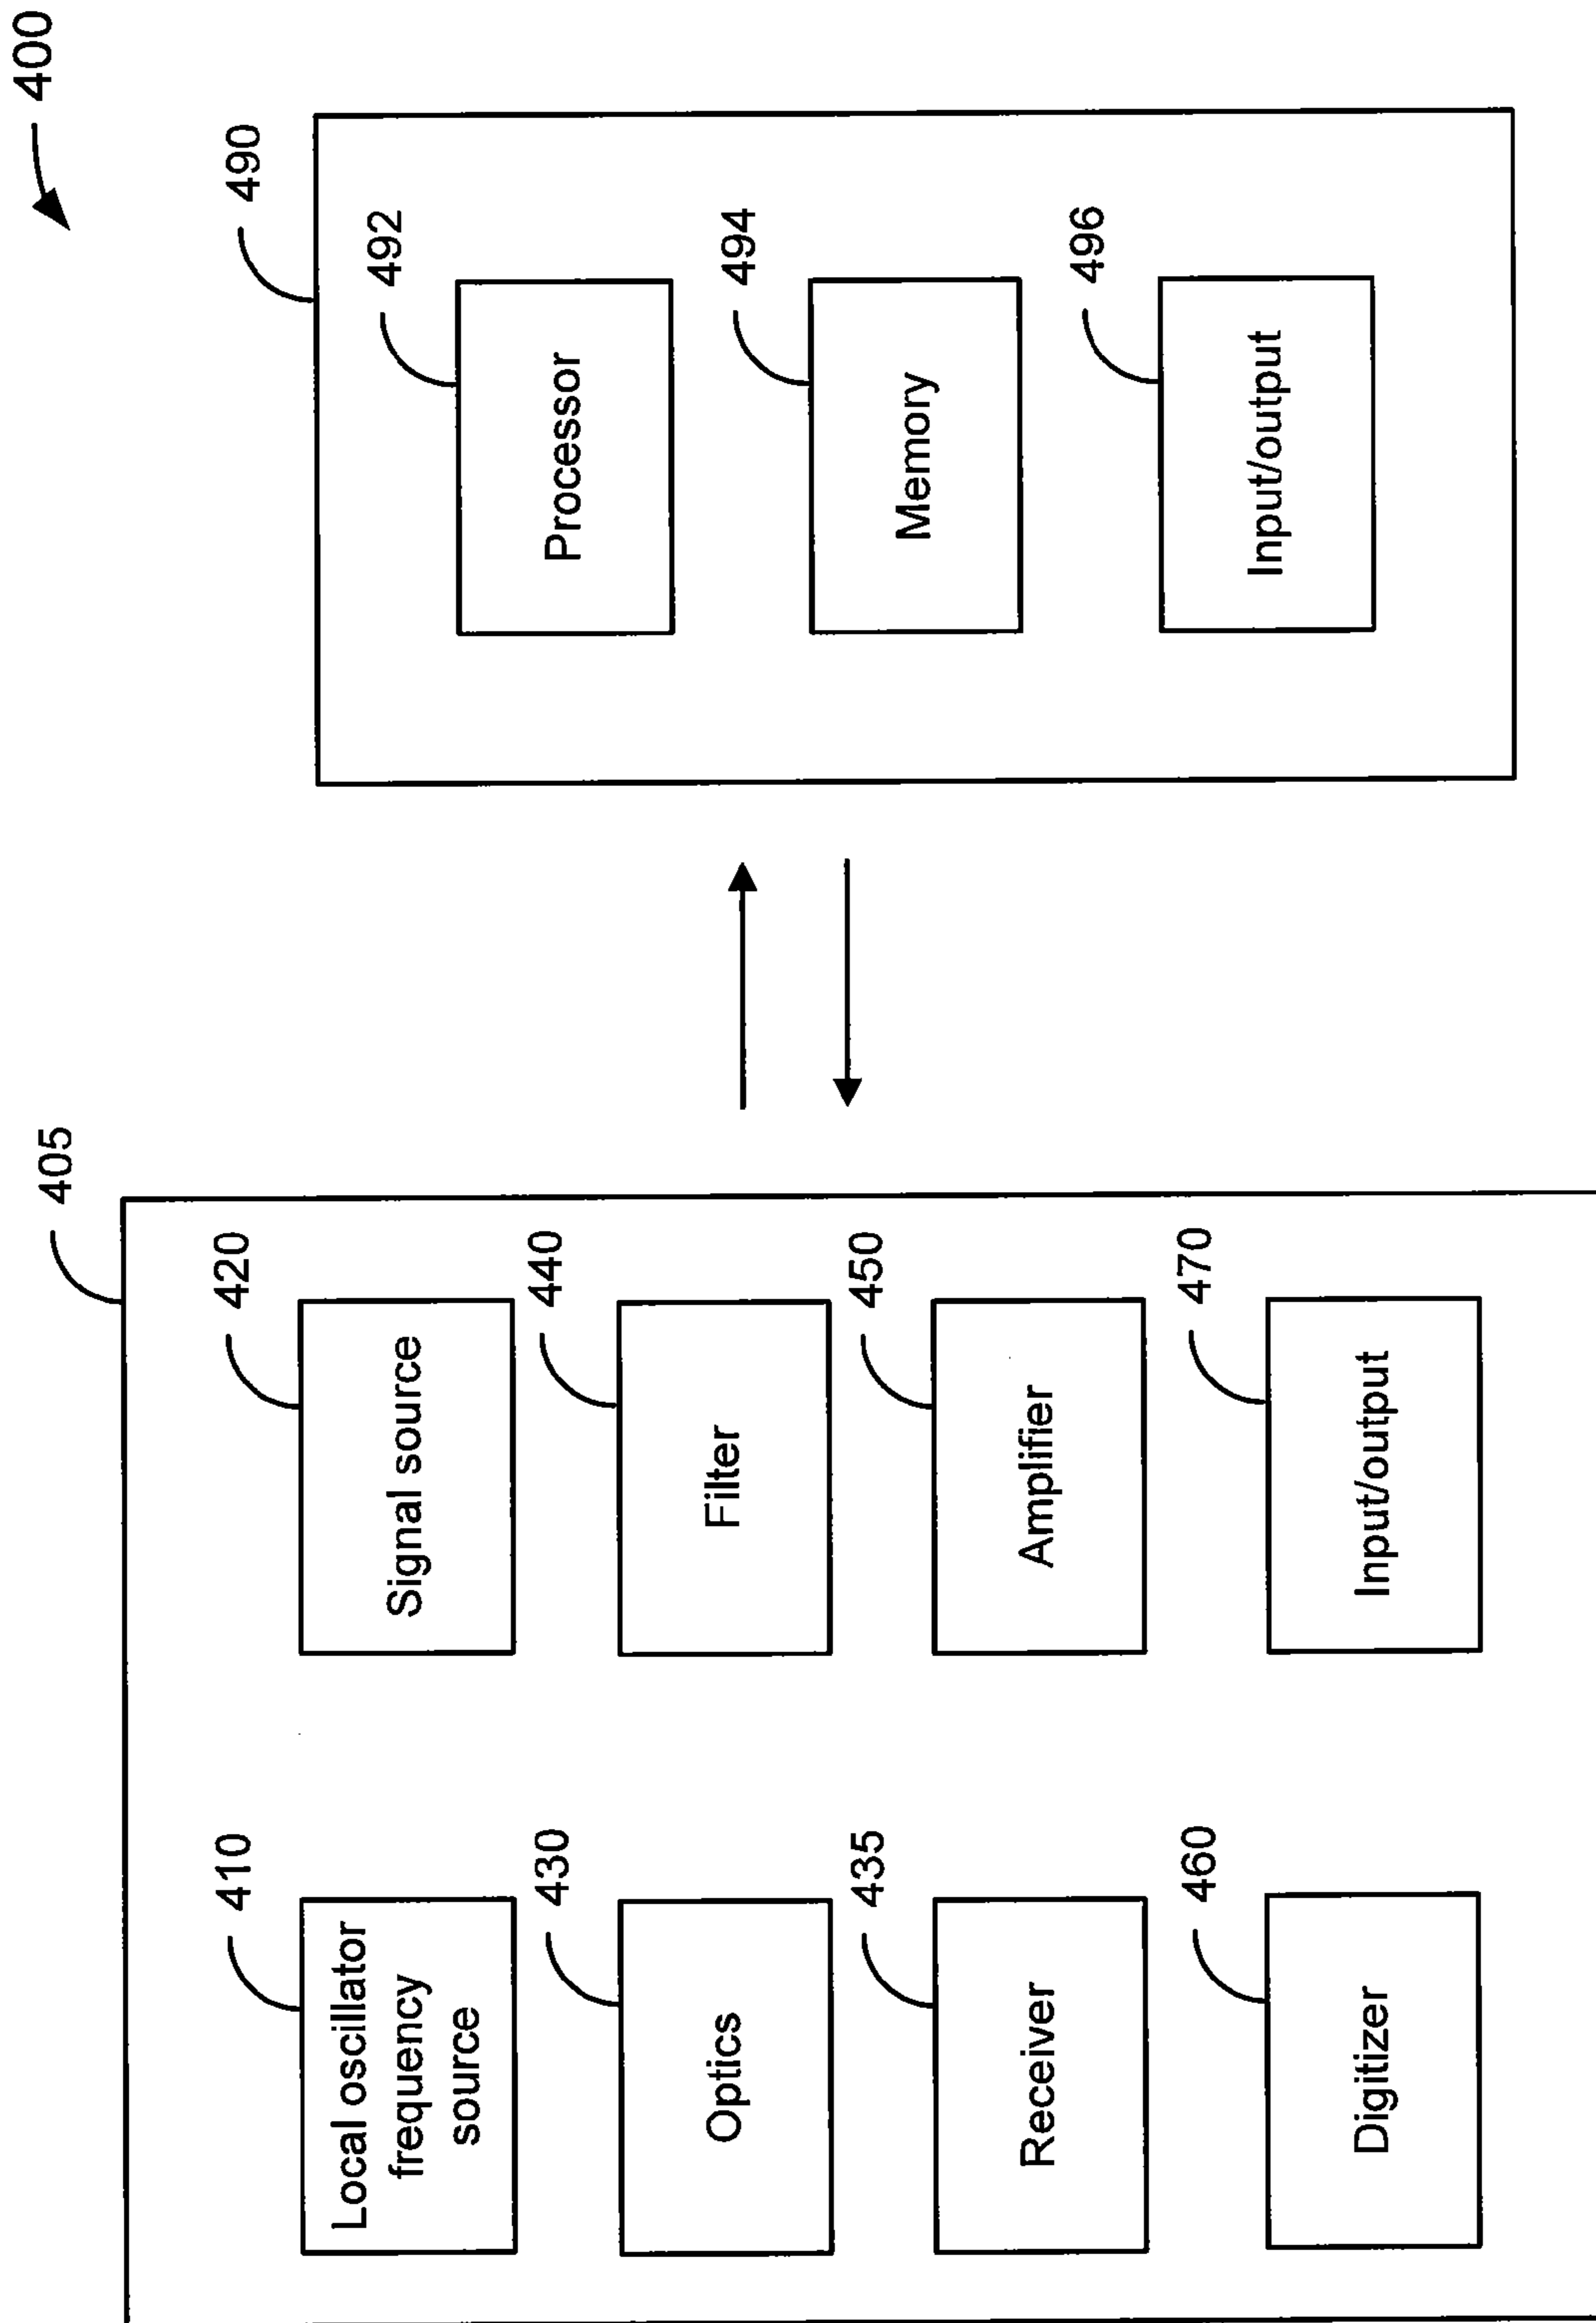 400
405
410
Local oscillator
frequency
source
420
Signal source
430
Optics
440
Filter
435
Receiver
450
Amplifier
460
Digitizer
470
Input/output
490
492
Processor
494
Memory
496
Input/output